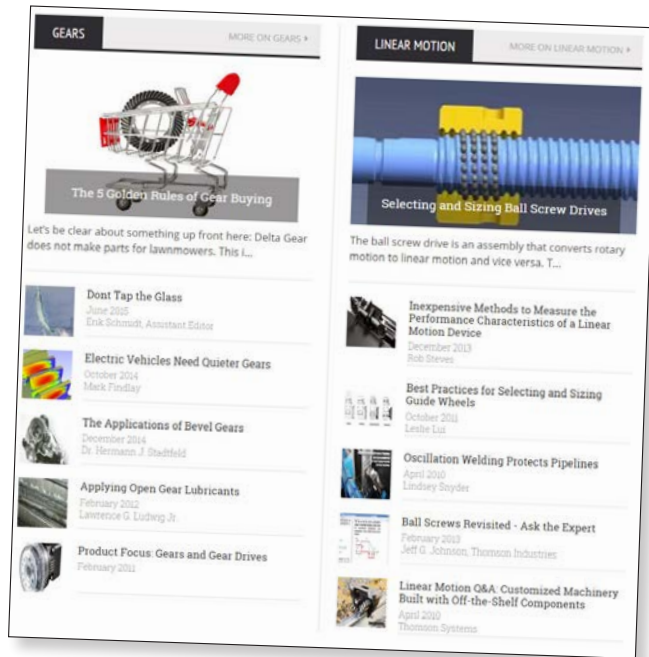 GEARS
MORE ON GEARS
The 5 Golden Rules of Gear Buying
Let's be clear about something up front here: Delta Gear
does not make parts for lawnmowers. This i...
Dont Tap the Glass
June 2015
Erik Schmidt, Assistant Editor
Electric Vehicles Need Quieter Gears
October 2014
Mark Findlay
The Applications of Bevel Gears
December 2014
Dr. Hermann J. Stadtfeld
Applying Open Gear Lubricants
February 2012
Lawrence G. Ludwig Jr.
Product Focus: Gears and Gear Drives
February 2011
LINEAR MOTION
MORE ON LINEAR MOTION
Selecting and Sizing Ball Screw Drives
The ball screw drive is an assembly that converts rotary
motion to linear motion and vice versa. T...
Inexpensive Methods to Measure the
Performance Characteristics of a Linear
Motion Device
December 2013
Rob Steves
Best Practices for Selecting and Sizing
Guide Wheels
October 2011
Leslie Lui
Oscillation Welding Protects Pipelines
April 2010
Lindsey Snyder
Ball Screws Revisited - Ask the Expert
February 2013
Jeff G. Johnson, Thomson Industries
Linear Motion Q&A: Customized Machinery
Built with Off-the-Shelf Components
April 2010
Thomson Systems